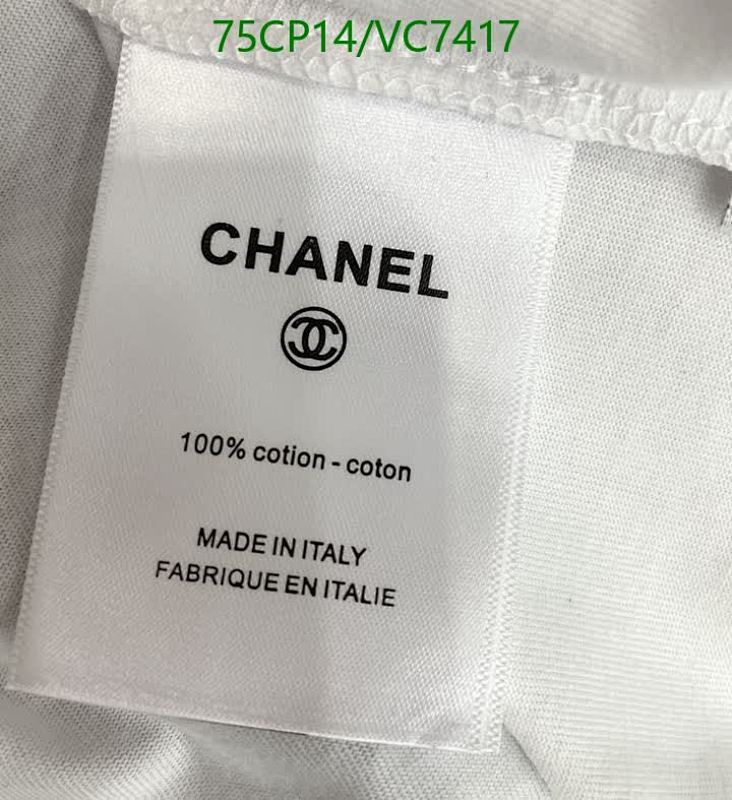 75CP14/VC7417
CHANEL
100% cotion - coton
MADE IN ITALY
FABRIQUE EN ITALIE